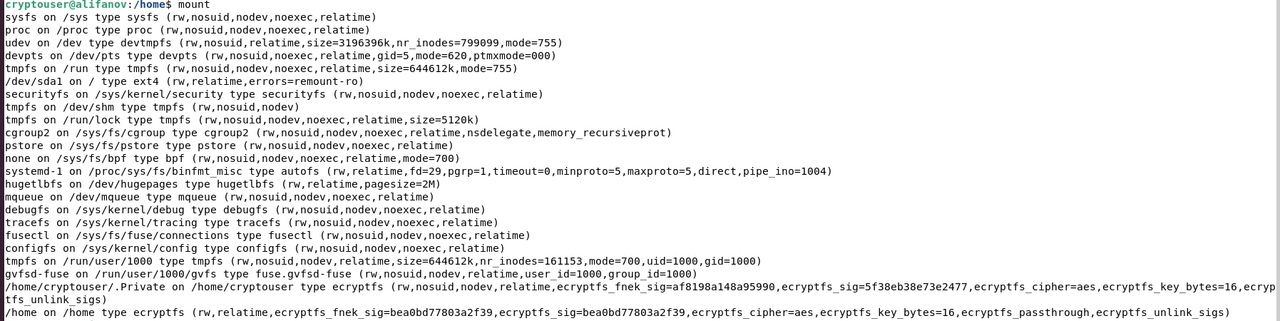 cryptouser@alifanov:/home$ mount
sysfs on /sys type sysfs (rw,nosuid,nodev,noexec,relatime)
proc on /proc type proc (rw,nosuid,nodev,noexec,relatime)
udev on /dev type devtmpfs (rw,nosuid,relatime,size=3196396k,nr_inodes=799099,mode=755)
devpts on /dev/pts type devpts (rw,nosuid,noexec,relatime,gid=5,mode=620,ptmxmode=000)
tmpfs on /run type tmpfs (rw,nosuid,nodev,noexec,relatime,size=644612k,mode=755)
/dev/sda1 on / type ext4 (rw,relatime,errors=remount-ro)
securityfs on /sys/kernel/security type securityfs (rw,nosuid,nodev,noexec,relatime)
tmpfs on /dev/shm type tmpfs (rw,nosuid,nodev)
tmpfs on /run/lock type tmpfs (rw,nosuid,nodev,noexec,relatime,size=5120k)
cgroup2 on /sys/fs/cgroup type cgroup2 (rw,nosuid,nodev,noexec,relatime,nsdelegate,memory_recursiveprot)
pstore on /sys/fs/pstore type pstore (rw,nosuid,nodev,noexec,relatime)
none on /sys/fs/bpf type bpf (rw,nosuid,nodev,noexec,relatime,mode=700)
systemd-1 on /proc/sys/fs/binfmt_misc type autofs (rw,relatime,fd=29,pgrp=1,timeout=0,minproto=5,maxproto=5,direct,pipe_ino=1004)
hugetlbfs on /dev/hugepages type hugetlbfs (rw,relatime,pagesize=2M)
mqueue on /dev/mqueue type mqueue (rw,nosuid,nodev,noexec,relatime)
debugfs on /sys/kernel/debug type debugfs (rw,nosuid,nodev,noexec,relatime)
tracefs on /sys/kernel/tracing type tracefs (rw,nosuid,nodev,noexec,relatime)
fusectl on /sys/fs/fuse/connections type fusectl (rw,nosuid,nodev,noexec,relatime)
configfs on /sys/kernel/config type configfs (rw,nosuid,nodev,noexec,relatime)
tmpfs on /run/user/1000 type tmpfs (rw,nosuid,nodev,relatime,size=644612k,nr_inodes=161153,mode=700,uid=1000,gid=1000)
gvfsd-fuse on /run/user/1000/gvfs type fuse.gvfsd-fuse (rw,nosuid,nodev,relatime,user_id=1000,group_id=1000)
/home/cryptouser/.Private on /home/cryptouser type ecryptfs (rw,nosuid,nodev,relatime,ecryptfs_fnek_sig=af8198a148a95990,ecryptfs_sig=5f38eb38e73e2477,ecryptfs_cipher=aes,ecryptfs_key_bytes=16,ecryp
tfs_unlink_sigs)
/home on /home type ecryptfs (rw,relatime,ecryptfs_fnek_sig=bea0bd77803a2f39,ecryptfs_sig=bea0bd77803a2f39,ecryptfs_cipher=aes,ecryptfs_key_bytes=16,ecryptfs_passthrough,ecryptfs_unlink_sigs)